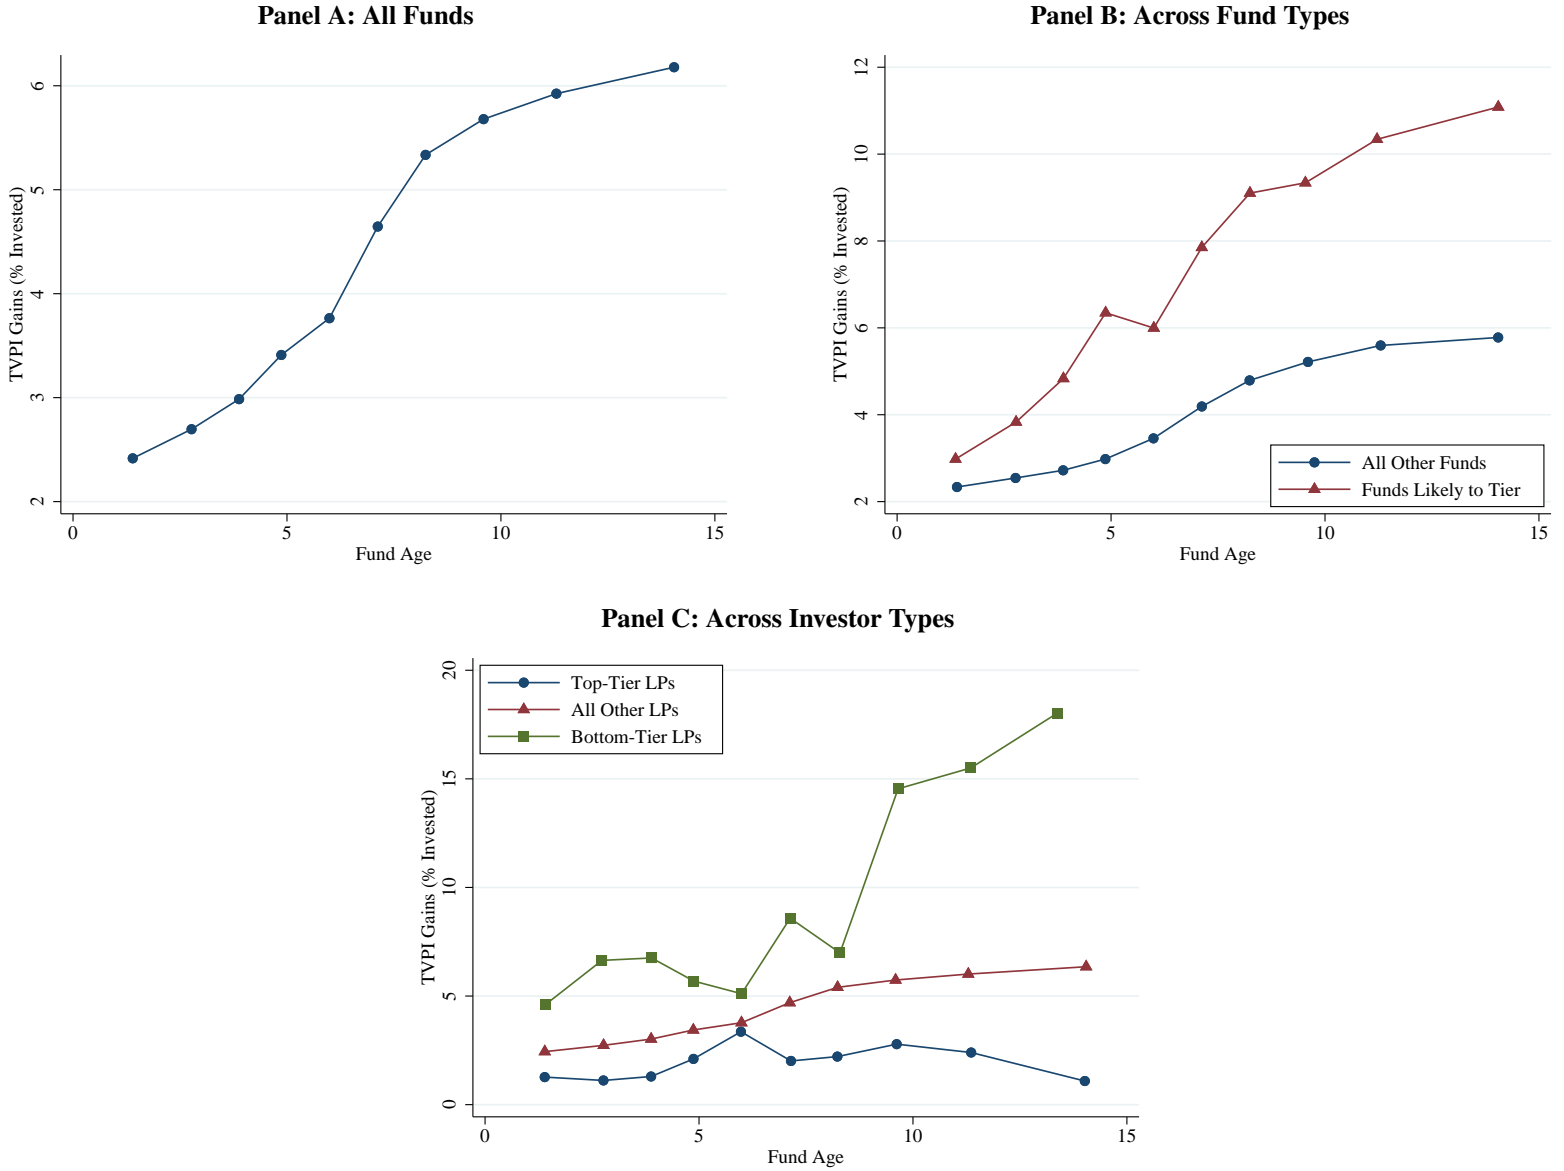 Panel A: All Funds
TVPI Gains (% Invested)
6
5
4
3
2
0
5
10
15
Fund Age
Panel B: Across Fund Types
TVPI Gains (% Invested)
12
10
8
6
4
2
0
5
10
15
Fund Age
All Other Funds
Funds Likely to Tier
Panel C: Across Investor Types
TVPI Gains (% Invested)
20
15
10
5
0
0
5
10
15
Fund Age
Top-Tier LPs
All Other LPs
Bottom-Tier LPs